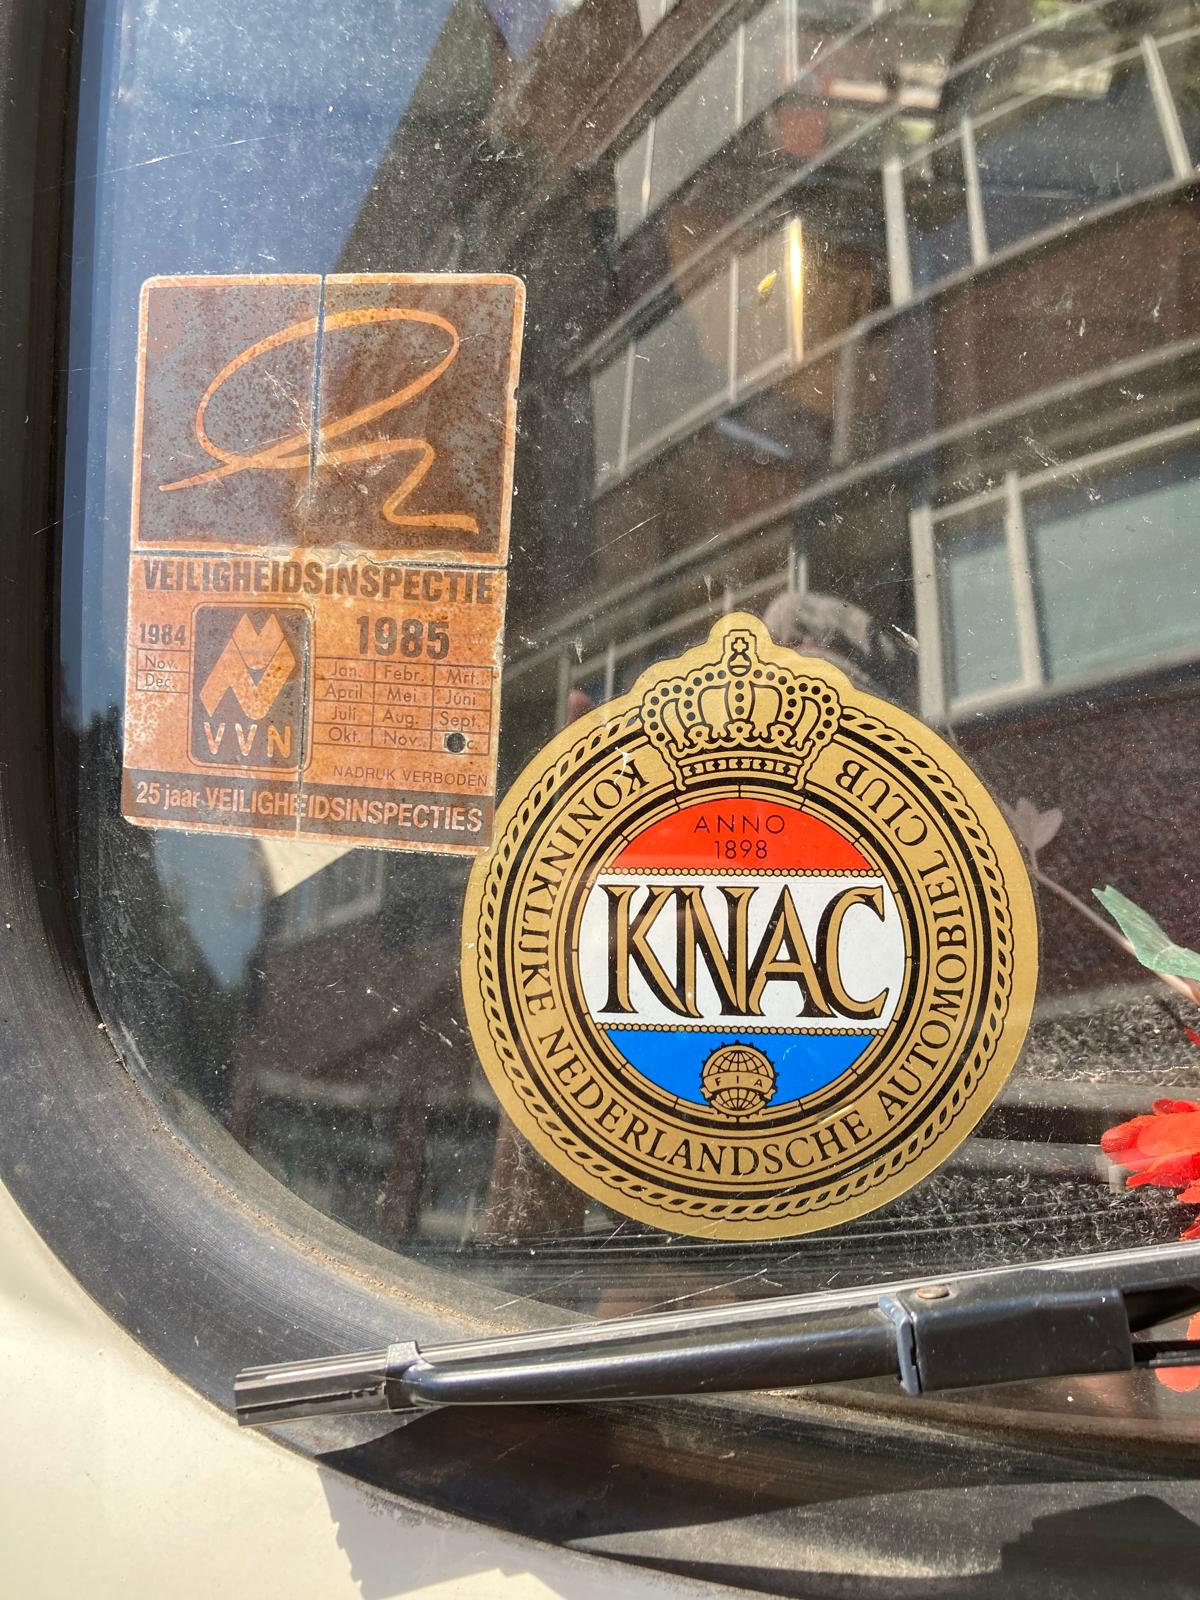 VEILIGHEIDSINSPECTIE
1984 1985
Nov. Jan. Febr. Mrt.
Dec. April Mei Juni
Juli Aug. Sept.
Okt. Nov. Dec.
VVN
NADRUK VERBODEN
25 jaar VEILIGHEIDSINSPECTIES
KONINKLIJKE NEDERLANDSCHE AUTOMOBIEL CLUB
ANNO
1898
KNAC
FIA